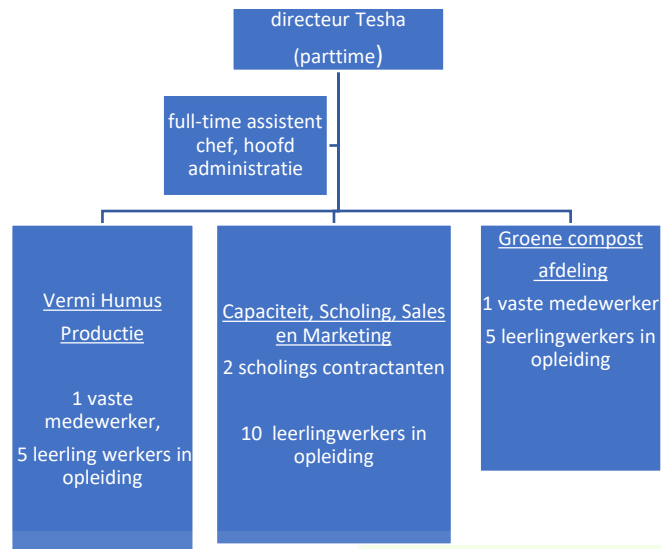 directeur Tesha
(parttime)
full-time assistent
chef, hoofd
administratie
Vermi Humus
Productie
1 vaste
medewerker,
5 leerling werkers in
opleiding
Capaciteit, Scholing, Sales
en Marketing
2 scholings contractanten
10 leerlingwerkers in
opleiding
Groene compost
afdeling
1 vaste medewerker
5 leerlingwerkers in
opleiding